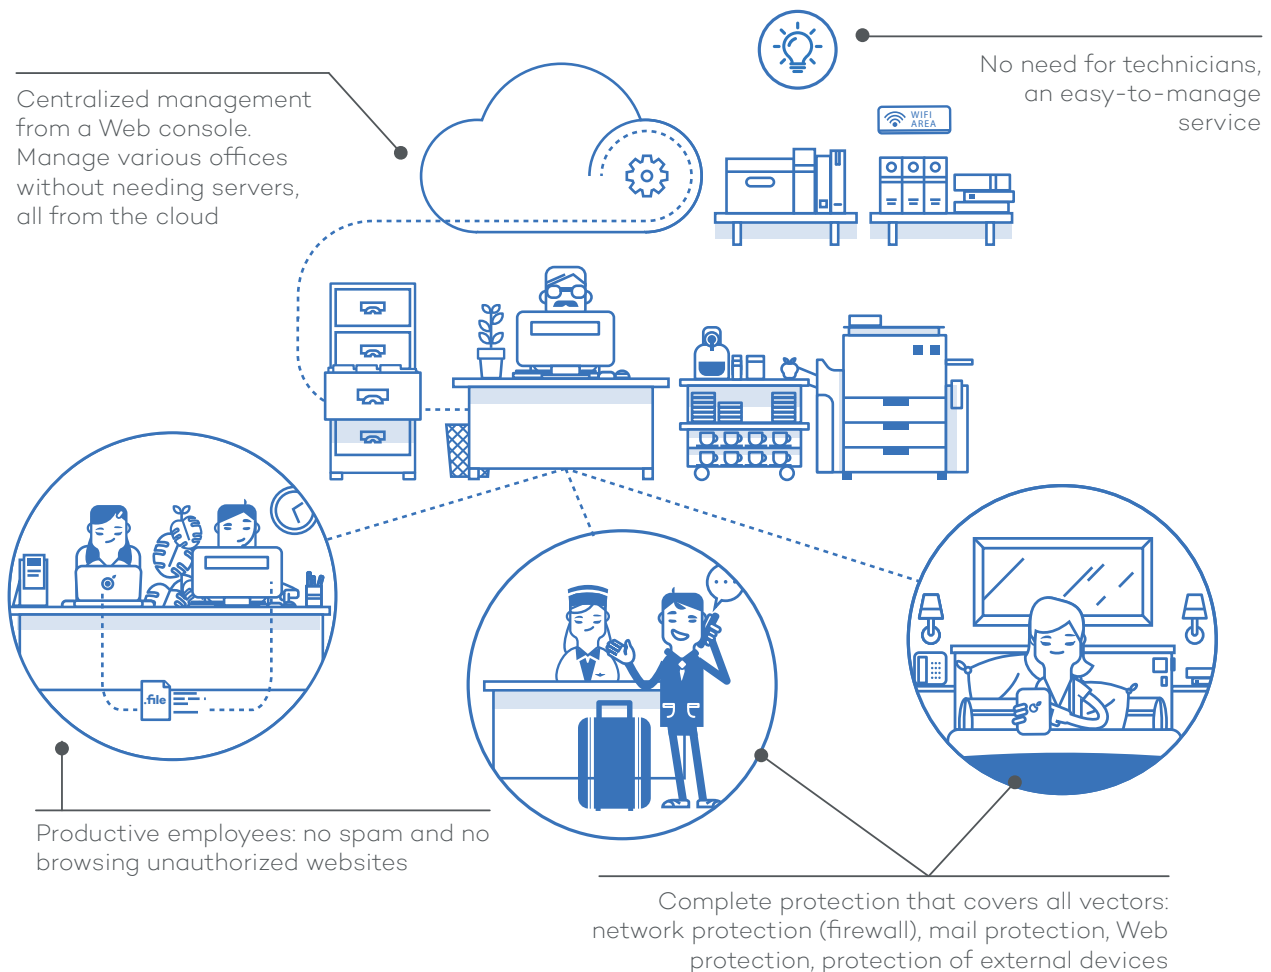 No need for technicians,
an easy-to-manage
service
Centralized management
from a Web console.
Manage various offices
without needing servers,
all from the cloud
WIFI
AREA
.file
Productive employees: no spam and no
browsing unauthorized websites
Complete protection that covers all vectors:
network protection (firewall), mail protection, Web
protection, protection of external devices